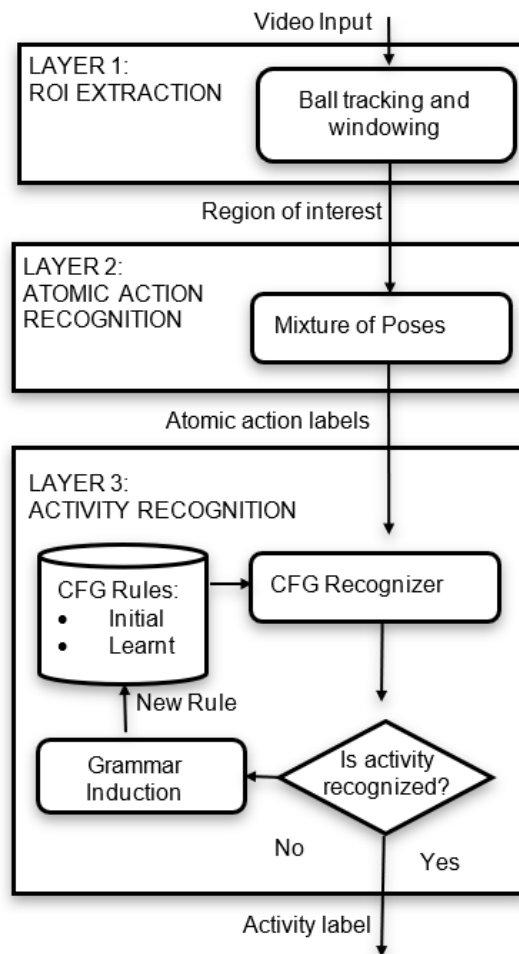 Video Input
LAYER 1:
ROI EXTRACTION
Ball tracking and
windowing
Region of interest
LAYER 2:
ATOMIC ACTION
RECOGNITION
Mixture of Poses
Atomic action labels
LAYER 3:
ACTIVITY RECOGNITION
CFG Rules:
• Initial
• Learnt
CFG Recognizer
New Rule
Grammar
Induction
Is activity
recognized?
No
Yes
Activity label